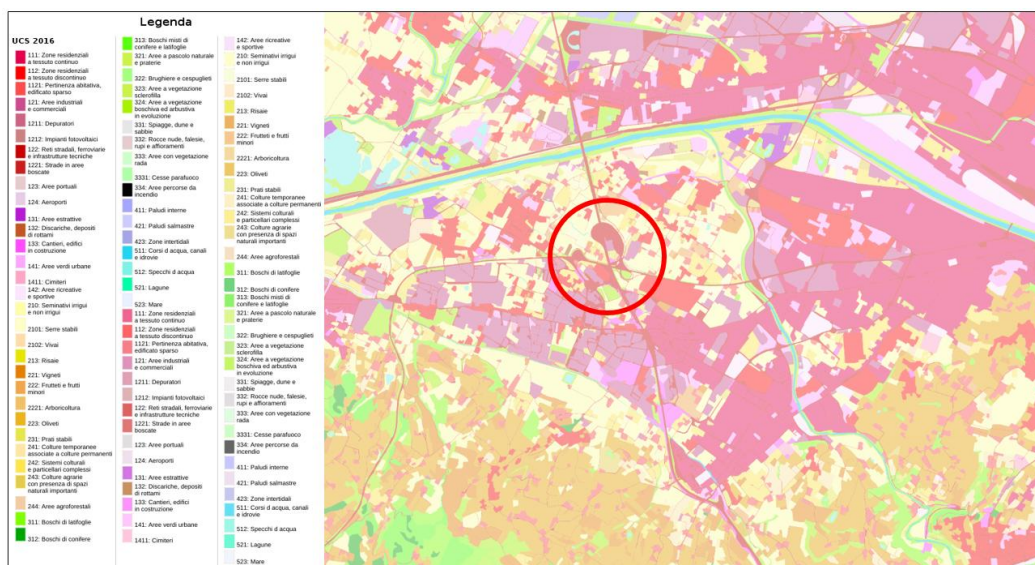 Legenda
UCS 2016
111: Zone residenziali
a tessuto continuo
112: Zone residenziali
a tessuto discontinuo
1121: Pertinenza abitativa,
edificato sparso
121: Aree industriali
e commerciali
1211: Depuratori
1212: Impianti fotovoltaici
122: Reti stradali, ferroviarie
e infrastrutture tecniche
1221: Strade in aree
boscate
123: Aree portuali
124: Aeroporti
131: Aree estrattive
132: Discariche, depositi
di rottami
133: Cantieri, edifici
in costruzione
141: Aree verdi urbane
1411: Cimiteri
142: Aree ricreative
e sportive
210: Seminativi irrigui
e non irrigui
2101: Serre stabili
2102: Vivai
213: Risaie
221: Vigneti
222: Frutteti e frutti
minori
2221: Arboricoltura
223: Oliveti
231: Prati stabili
241: Colture temporanee
associate a colture permanenti
242: Sistemi colturali
e particellari complessi
243: Colture agrarie
con presenza di spazi
naturali importanti
244: Aree agroforestali
311: Boschi di latifoglie
312: Boschi di conifere
313: Boschi misti di
conifere e latifoglie
321: Aree a pascolo naturale
e praterie
322: Brughiere e cespuglieti
323: Aree a vegetazione
sclerofilla
324: Aree a vegetazione
boschiva ed arbustiva
in evoluzione
331: Spiagge, dune e
sabbie
332: Rocce nude, falesie,
rupi e affioramenti
333: Aree con vegetazione
rada
3331: Cesse parafuoco
334: Aree percorse da
incendio
411: Paludi interne
421: Paludi salmastre
423: Zone intertidali
511: Corsi d acqua, canali
e idrovie
512: Specchi d acqua
521: Lagune
523: Mare
111: Zone residenziali
a tessuto continuo
112: Zone residenziali
a tessuto discontinuo
1121: Pertinenza abitativa,
edificato sparso
121: Aree industriali
e commerciali
1211: Depuratori
1212: Impianti fotovoltaici
122: Reti stradali, ferroviarie
e infrastrutture tecniche
1221: Strade in aree
boscate
123: Aree portuali
124: Aeroporti
131: Aree estrattive
132: Discariche, depositi
di rottami
133: Cantieri, edifici
in costruzione
141: Aree verdi urbane
1411: Cimiteri
142: Aree ricreative
e sportive
210: Seminativi irrigui
e non irrigui
2101: Serre stabili
2102: Vivai
213: Risaie
221: Vigneti
222: Frutteti e frutti
minori
2221: Arboricoltura
223: Oliveti
231: Prati stabili
241: Colture temporanee
associate a colture permanenti
242: Sistemi colturali
e particellari complessi
243: Colture agrarie
con presenza di spazi
naturali importanti
244: Aree agroforestali
311: Boschi di latifoglie
312: Boschi di conifere
313: Boschi misti di
conifere e latifoglie
321: Aree a pascolo naturale
e praterie
322: Brughiere e cespuglieti
323: Aree a vegetazione
sclerofilla
324: Aree a vegetazione
boschiva ed arbustiva
in evoluzione
331: Spiagge, dune e
sabbie
332: Rocce nude, falesie,
rupi e affioramenti
333: Aree con vegetazione
rada
3331: Cesse parafuoco
334: Aree percorse da
incendio
411: Paludi interne
421: Paludi salmastre
423: Zone intertidali
511: Corsi d acqua, canali
e idrovie
512: Specchi d acqua
521: Lagune
523: Mare